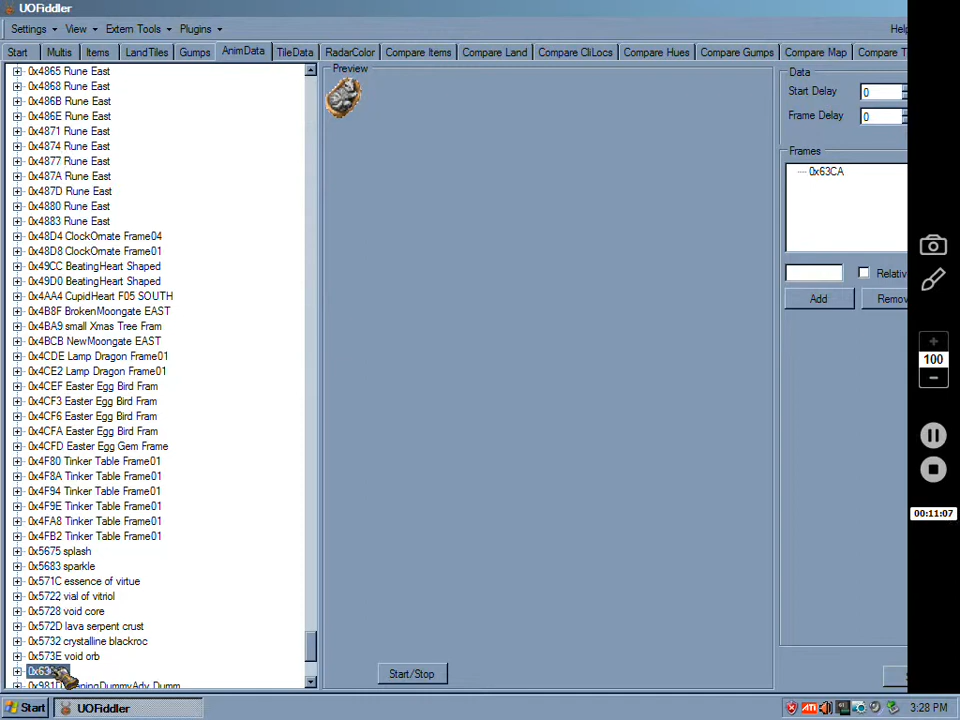 UOFiddler
Settings View Extern Tools Plugins Help
Start Multis Items LandTiles Gumps AnimData TileData RadarColor Compare Items Compare Land Compare CliLocs Compare Hues Compare Gumps Compare Map Compare T
0x4865 Rune East
0x4868 Rune East
0x486B Rune East
0x486E Rune East
0x4871 Rune East
0x4874 Rune East
0x4877 Rune East
0x487A Rune East
0x487D Rune East
0x4880 Rune East
0x4883 Rune East
0x48D4 ClockOrnate Frame04
0x48D8 ClockOrnate Frame01
0x49CC BeatingHeart Shaped
0x49D0 BeatingHeart Shaped
0x4AA4 CupidHeart F05 SOUTH
0x4B8F BrokenMoongate EAST
0x4BA9 small Xmas Tree Fram
0x4BCB NewMoongate EAST
0x4CDE Lamp Dragon Frame01
0x4CE2 Lamp Dragon Frame01
0x4CEF Easter Egg Bird Fram
0x4CF3 Easter Egg Bird Fram
0x4CF6 Easter Egg Bird Fram
0x4CFA Easter Egg Bird Fram
0x4CFD Easter Egg Gem Frame
0x4F80 Tinker Table Frame01
0x4F8A Tinker Table Frame01
0x4F94 Tinker Table Frame01
0x4F9E Tinker Table Frame01
0x4FA8 Tinker Table Frame01
0x4FB2 Tinker Table Frame01
0x5675 splash
0x5683 sparkle
0x571C essence of virtue
0x5722 vial of vitriol
0x5728 void core
0x572D lava serpent crust
0x5732 crystalline blackroc
0x573E void orb
Preview
Start/Stop
Data
Start Delay 0
Frame Delay 0
Frames
0x63CA
Relativ
Add Remov
+
100
−
00:11:07
Start UOFiddler ATI 3:28 PM